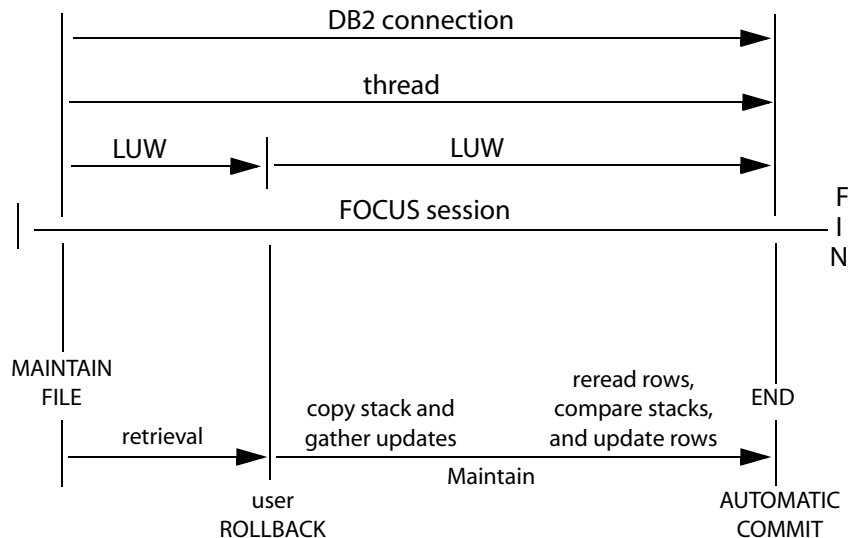 DB2 connection
thread
LUW
LUW
FOCUS session
F
I
N
MAINTAIN
FILE
retrieval
copy stack and
gather updates
reread rows,
compare stacks,
and update rows
END
Maintain
user
ROLLBACK
AUTOMATIC
COMMIT